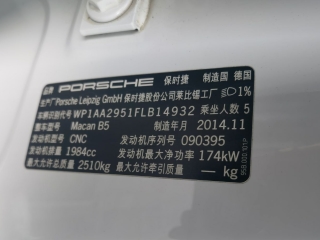 品牌 PORSCHE 保时捷 制造国 德国
生产厂 Porsche Leipzig GmbH 保时捷股份公司莱比锡工厂 1%
车辆识别代号 WP1AA2951FLB14932 乘坐人数 5
整车型号 Macan B5 制造年月 2014.11
发动机型号 CNC 发动机序号 090395
发动机排量 1984cc 发动机最大净功率 174kW
最大允许总质量 2510kg 最大允许牵引质量 — kg